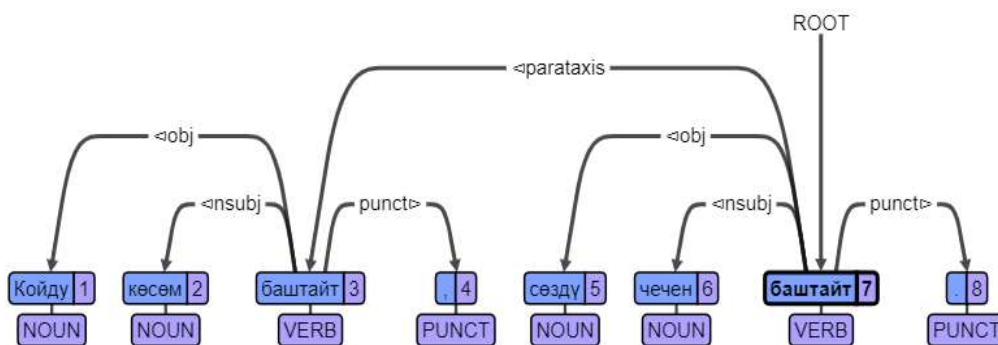 ROOT
⊲parataxis
⊲obj ⊲obj
⊲nsubj punct⊳ ⊲nsubj punct⊳
Койду 1 көсөм 2 баштайт 3 , 4 сөздү 5 чечен 6 баштайт 7 . 8
NOUN NOUN VERB PUNCT NOUN NOUN VERB PUNCT